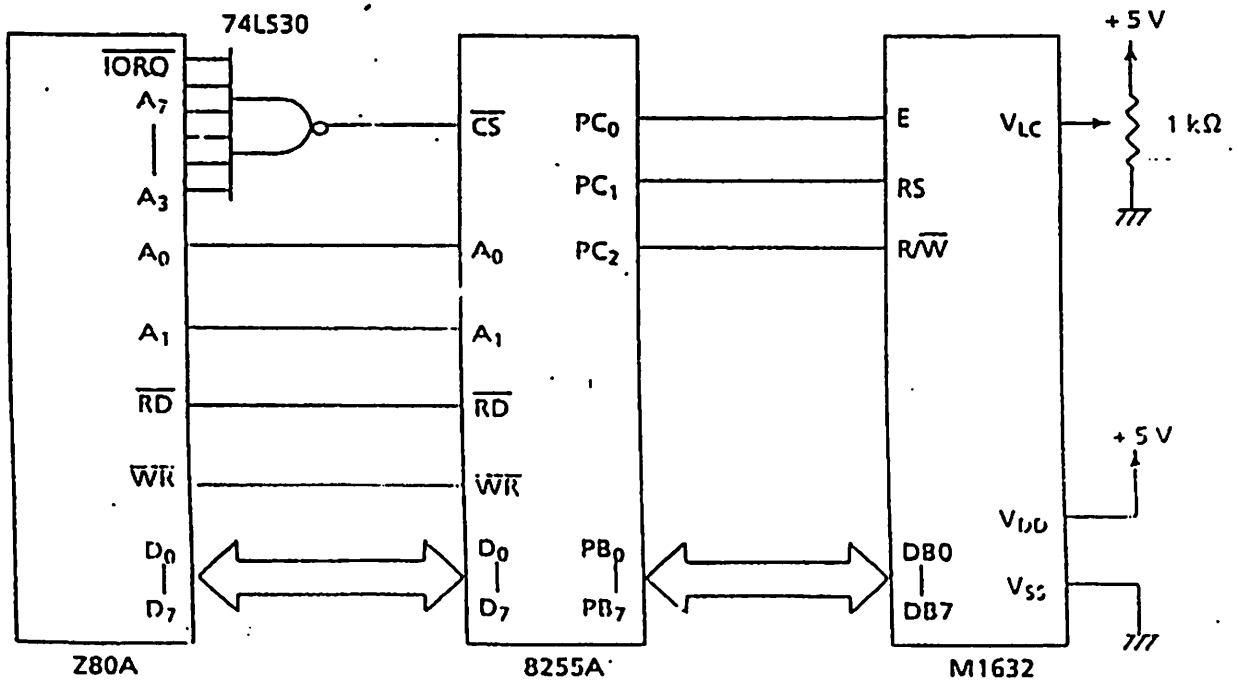 74LS30
+ 5 V
IORQ
A7
A3
CS
PC0
E
VLC
1 kΩ
PC1
RS
A0
A0
PC2
R/W
A1
A1
RD
RD
WR
WR
+ 5 V
VDD
D0
D7
D0
D7
PB0
PB7
DB0
DB7
VSS
Z80A
8255A
M1632